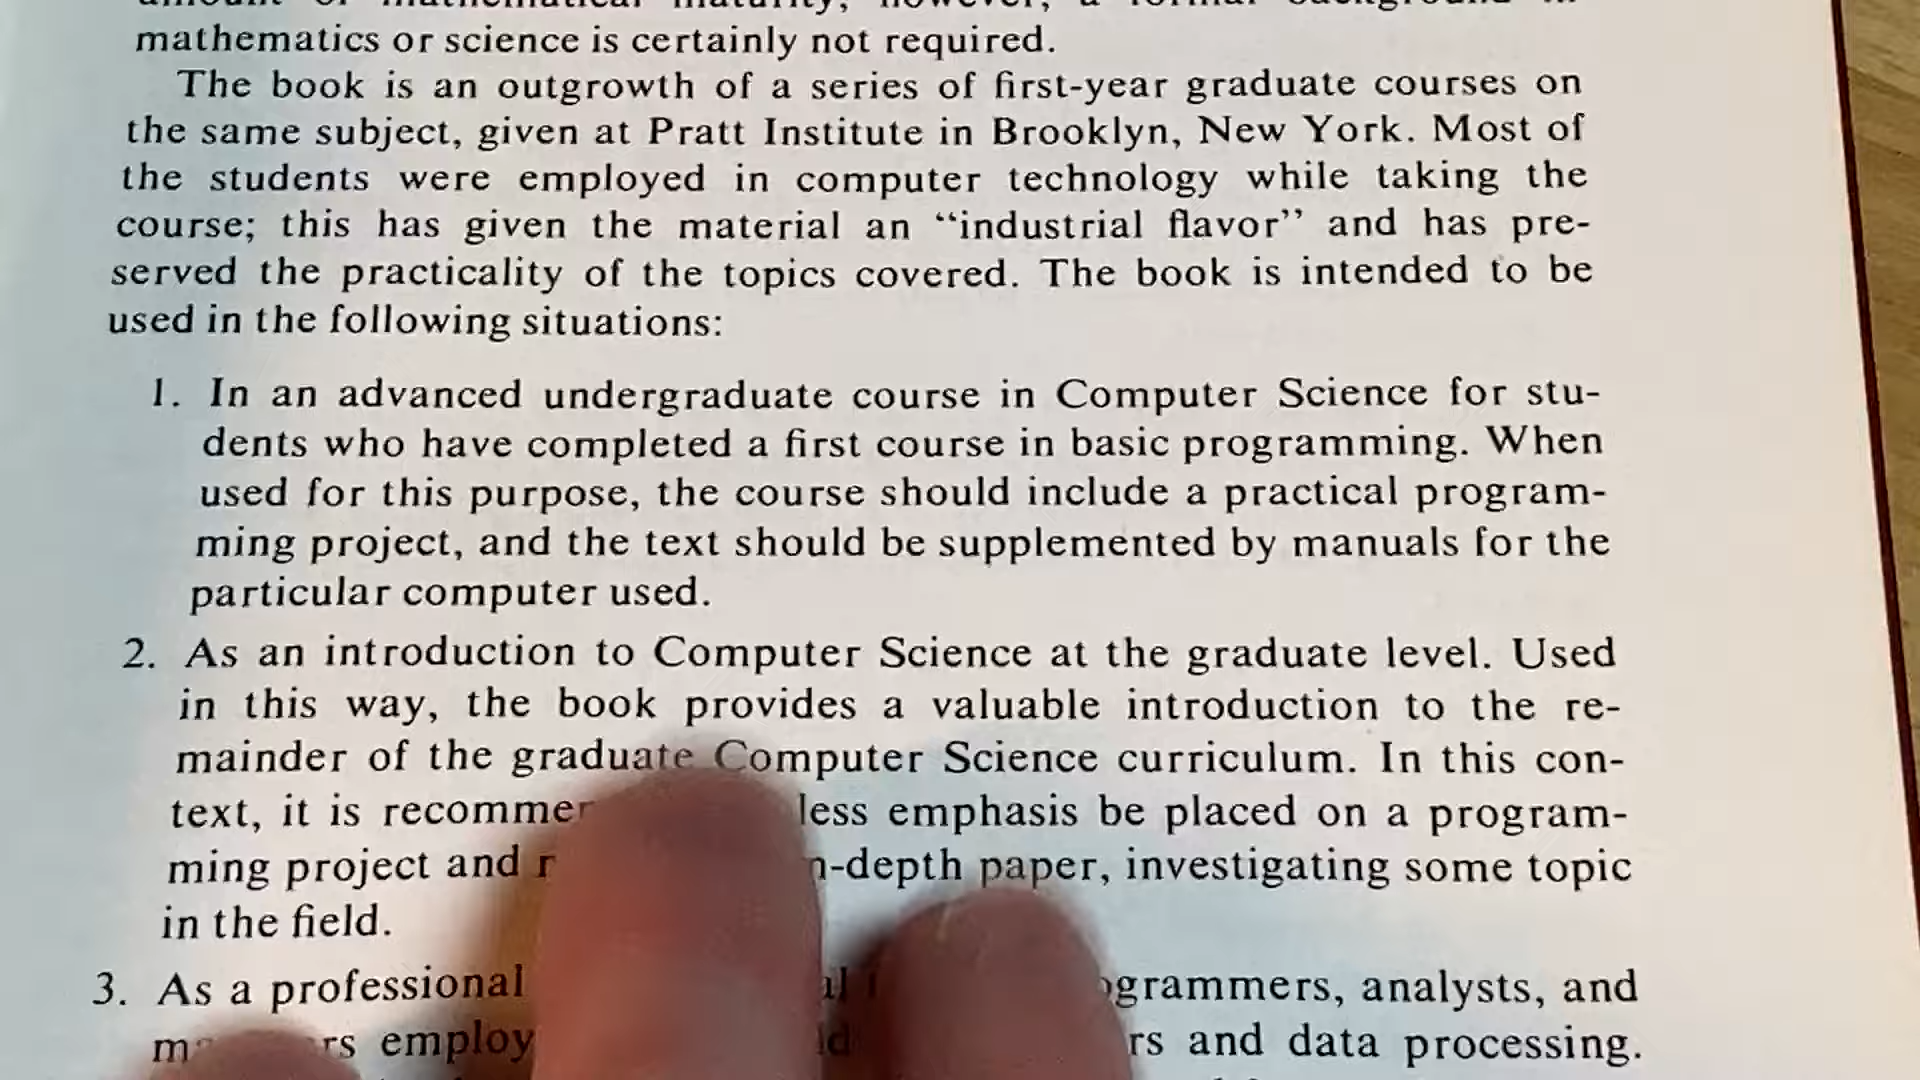 amount of mathematical maturity; however, a formal background
mathematics or science is certainly not required.
The book is an outgrowth of a series of first-year graduate courses on
the same subject, given at Pratt Institute in Brooklyn, New York. Most of
the students were employed in computer technology while taking the
course; this has given the material an “industrial flavor” and has pre-
served the practicality of the topics covered. The book is intended to be
used in the following situations:
1. In an advanced undergraduate course in Computer Science for stu-
dents who have completed a first course in basic programming. When
used for this purpose, the course should include a practical program-
ming project, and the text should be supplemented by manuals for the
particular computer used.
2. As an introduction to Computer Science at the graduate level. Used
in this way, the book provides a valuable introduction to the re-
mainder of the graduate Computer Science curriculum. In this con-
text, it is less emphasis be placed on a program-
ming project and paper, investigating some topic
in the field.
3. As a professional analysts, and
and data processing.